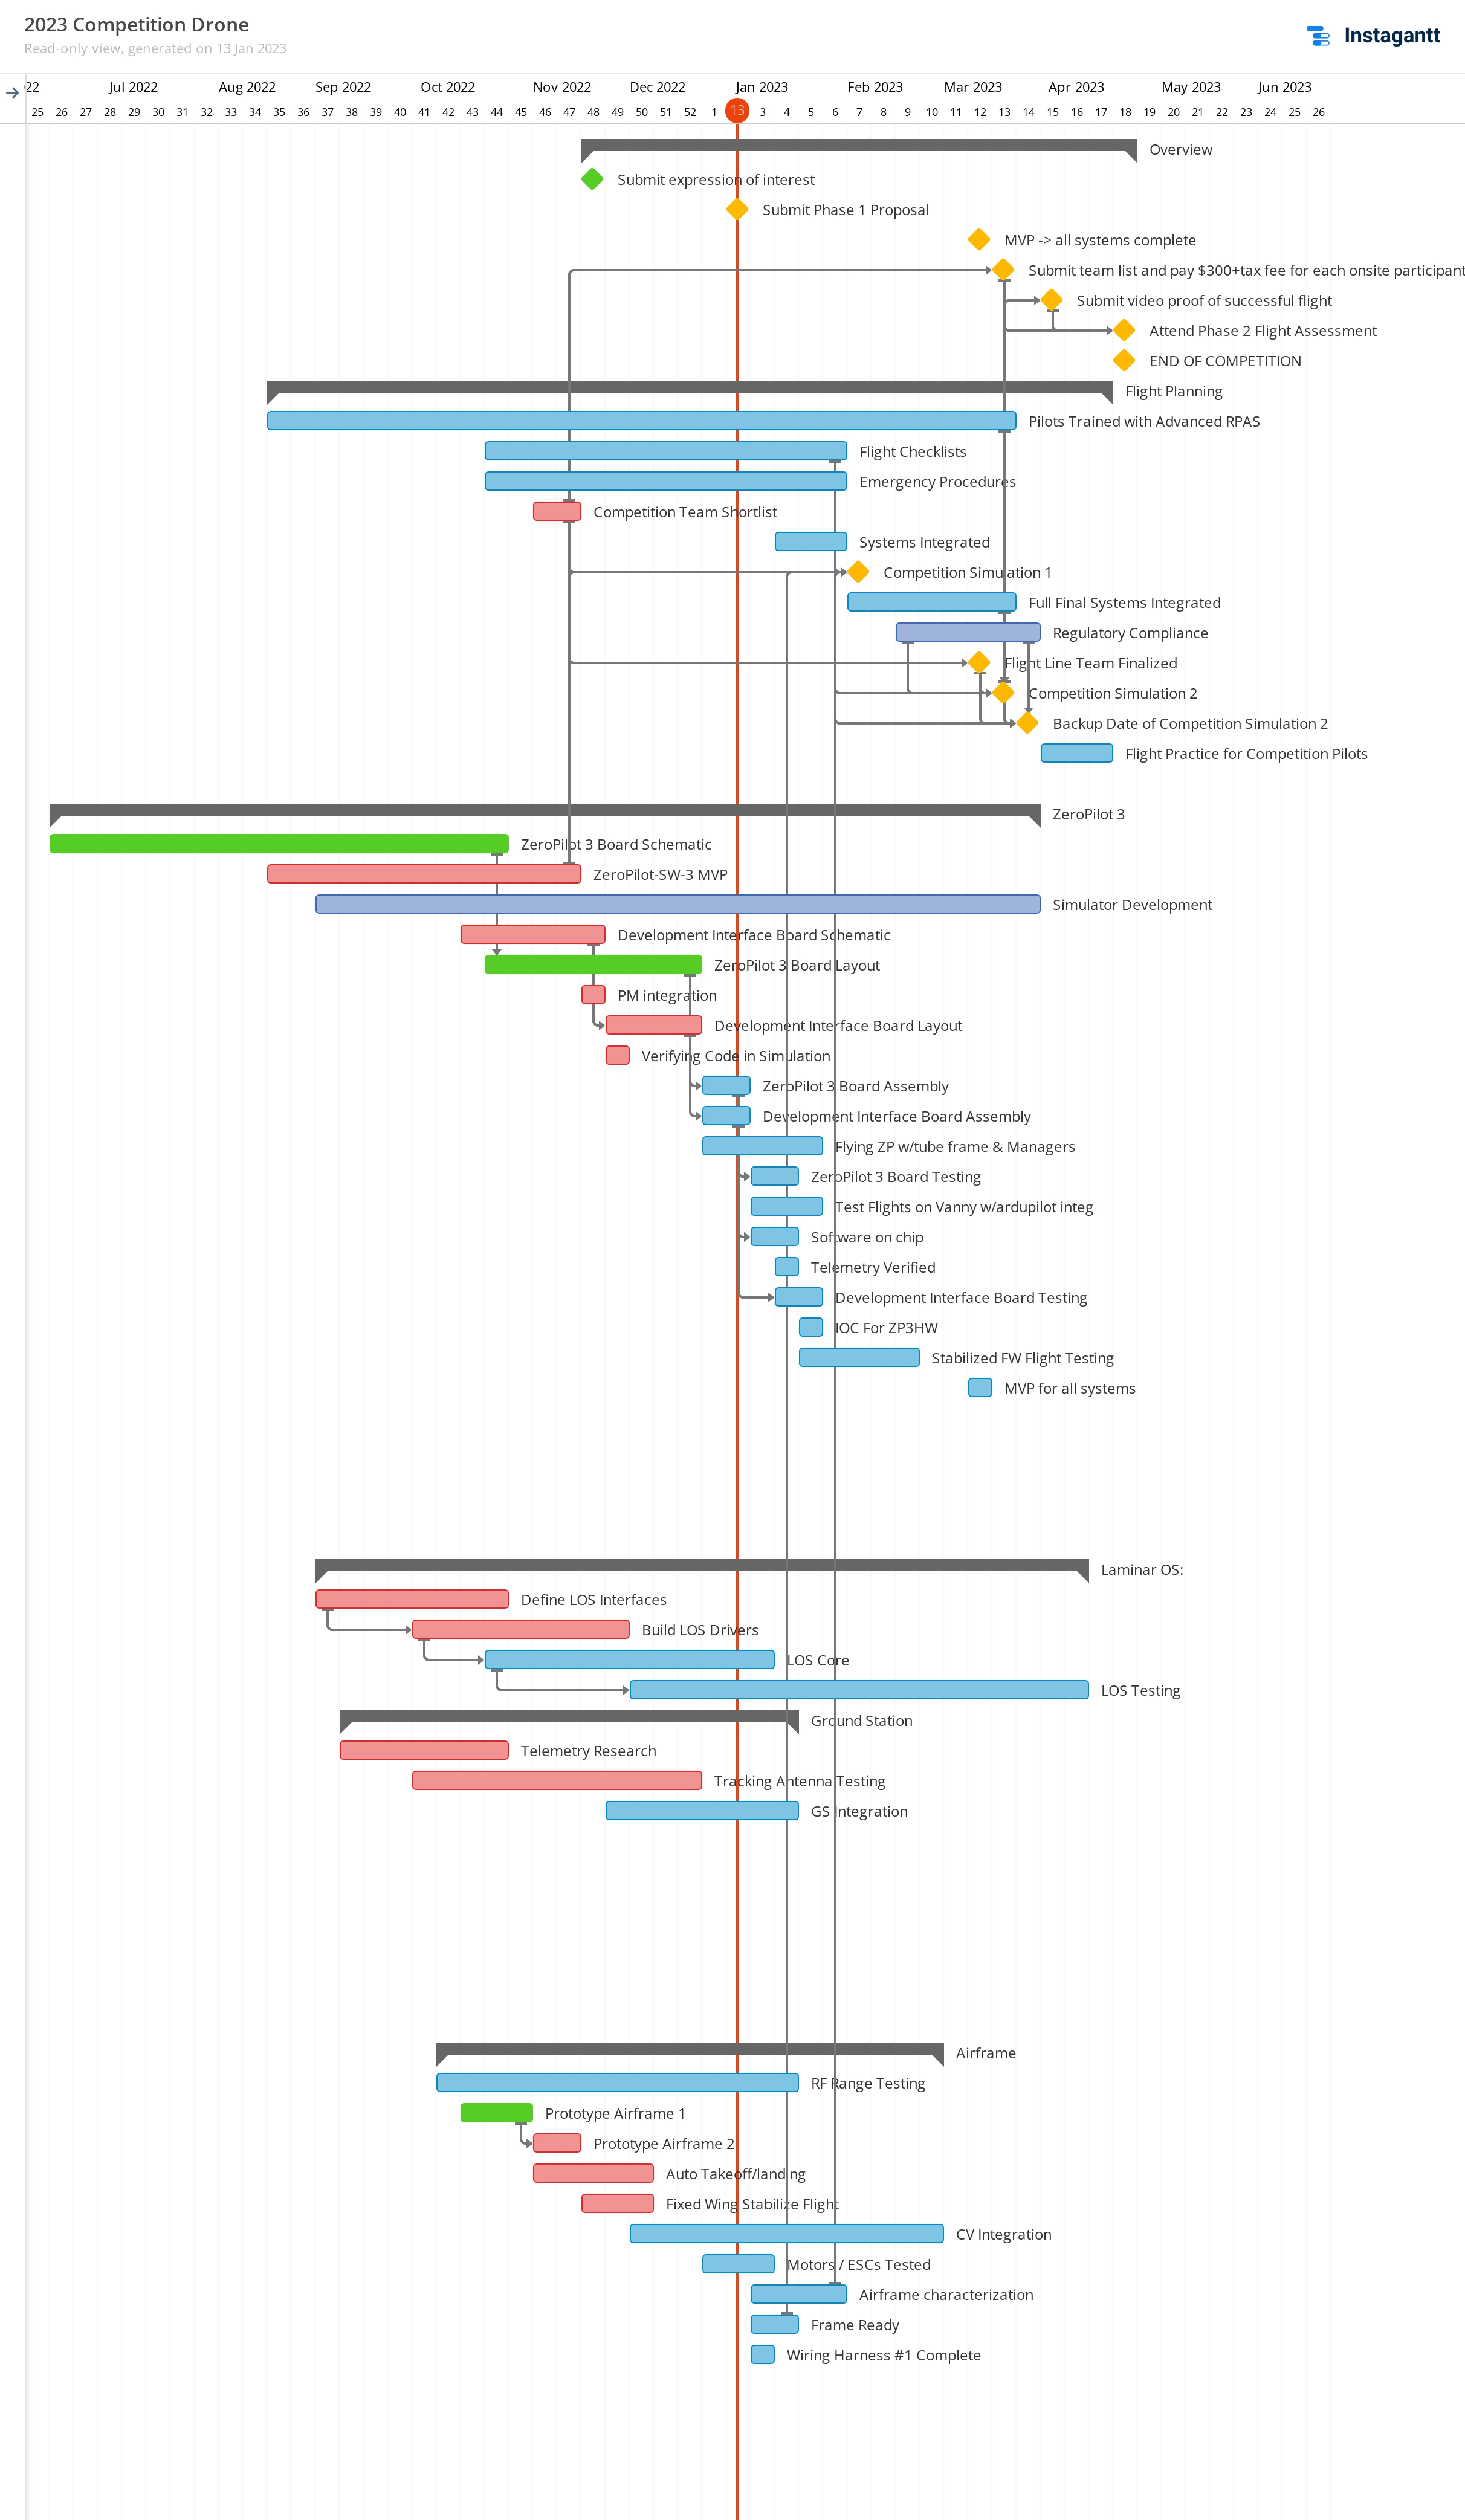 2023 Competition Drone
Read-only view, generated on 13 Jan 2023
Instagantt
22 Jul 2022 Aug 2022 Sep 2022 Oct 2022 Nov 2022 Dec 2022 Jan 2023 Feb 2023 Mar 2023 Apr 2023 May 2023 Jun 2023
25 26 27 28 29 30 31 32 33 34 35 36 37 38 39 40 41 42 43 44 45 46 47 48 49 50 51 52 1 13 3 4 5 6 7 8 9 10 11 12 13 14 15 16 17 18 19 20 21 22 23 24 25 26
Overview
Submit expression of interest
Submit Phase 1 Proposal
MVP -> all systems complete
Submit team list and pay $300+tax fee for each onsite participant
Submit video proof of successful flight
Attend Phase 2 Flight Assessment
END OF COMPETITION
Flight Planning
Pilots Trained with Advanced RPAS
Flight Checklists
Emergency Procedures
Competition Team Shortlist
Systems Integrated
Competition Simulation 1
Full Final Systems Integrated
Regulatory Compliance
Flight Line Team Finalized
Competition Simulation 2
Backup Date of Competition Simulation 2
Flight Practice for Competition Pilots
ZeroPilot 3
ZeroPilot 3 Board Schematic
ZeroPilot-SW-3 MVP
Simulator Development
Development Interface Board Schematic
ZeroPilot 3 Board Layout
PM integration
Development Interface Board Layout
Verifying Code in Simulation
ZeroPilot 3 Board Assembly
Development Interface Board Assembly
Flying ZP w/tube frame & Managers
ZeroPilot 3 Board Testing
Test Flights on Vanny w/ardupilot integ
Software on chip
Telemetry Verified
Development Interface Board Testing
IOC For ZP3HW
Stabilized FW Flight Testing
MVP for all systems
Laminar OS:
Define LOS Interfaces
Build LOS Drivers
LOS Core
LOS Testing
Ground Station
Telemetry Research
Tracking Antenna Testing
GS Integration
Airframe
RF Range Testing
Prototype Airframe 1
Prototype Airframe 2
Auto Takeoff/landing
Fixed Wing Stabilize Flight
CV Integration
Motors / ESCs Tested
Airframe characterization
Frame Ready
Wiring Harness #1 Complete